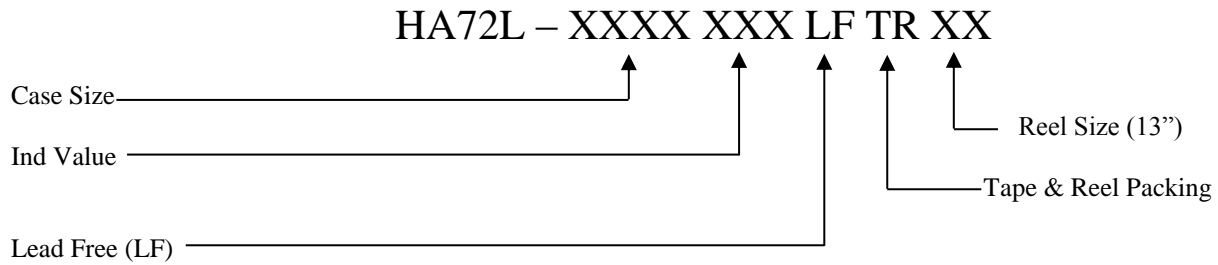 HA72L – XXXX XXX LF TR XX
Case Size
Reel Size (13”)
Ind Value
Tape & Reel Packing
Lead Free (LF)